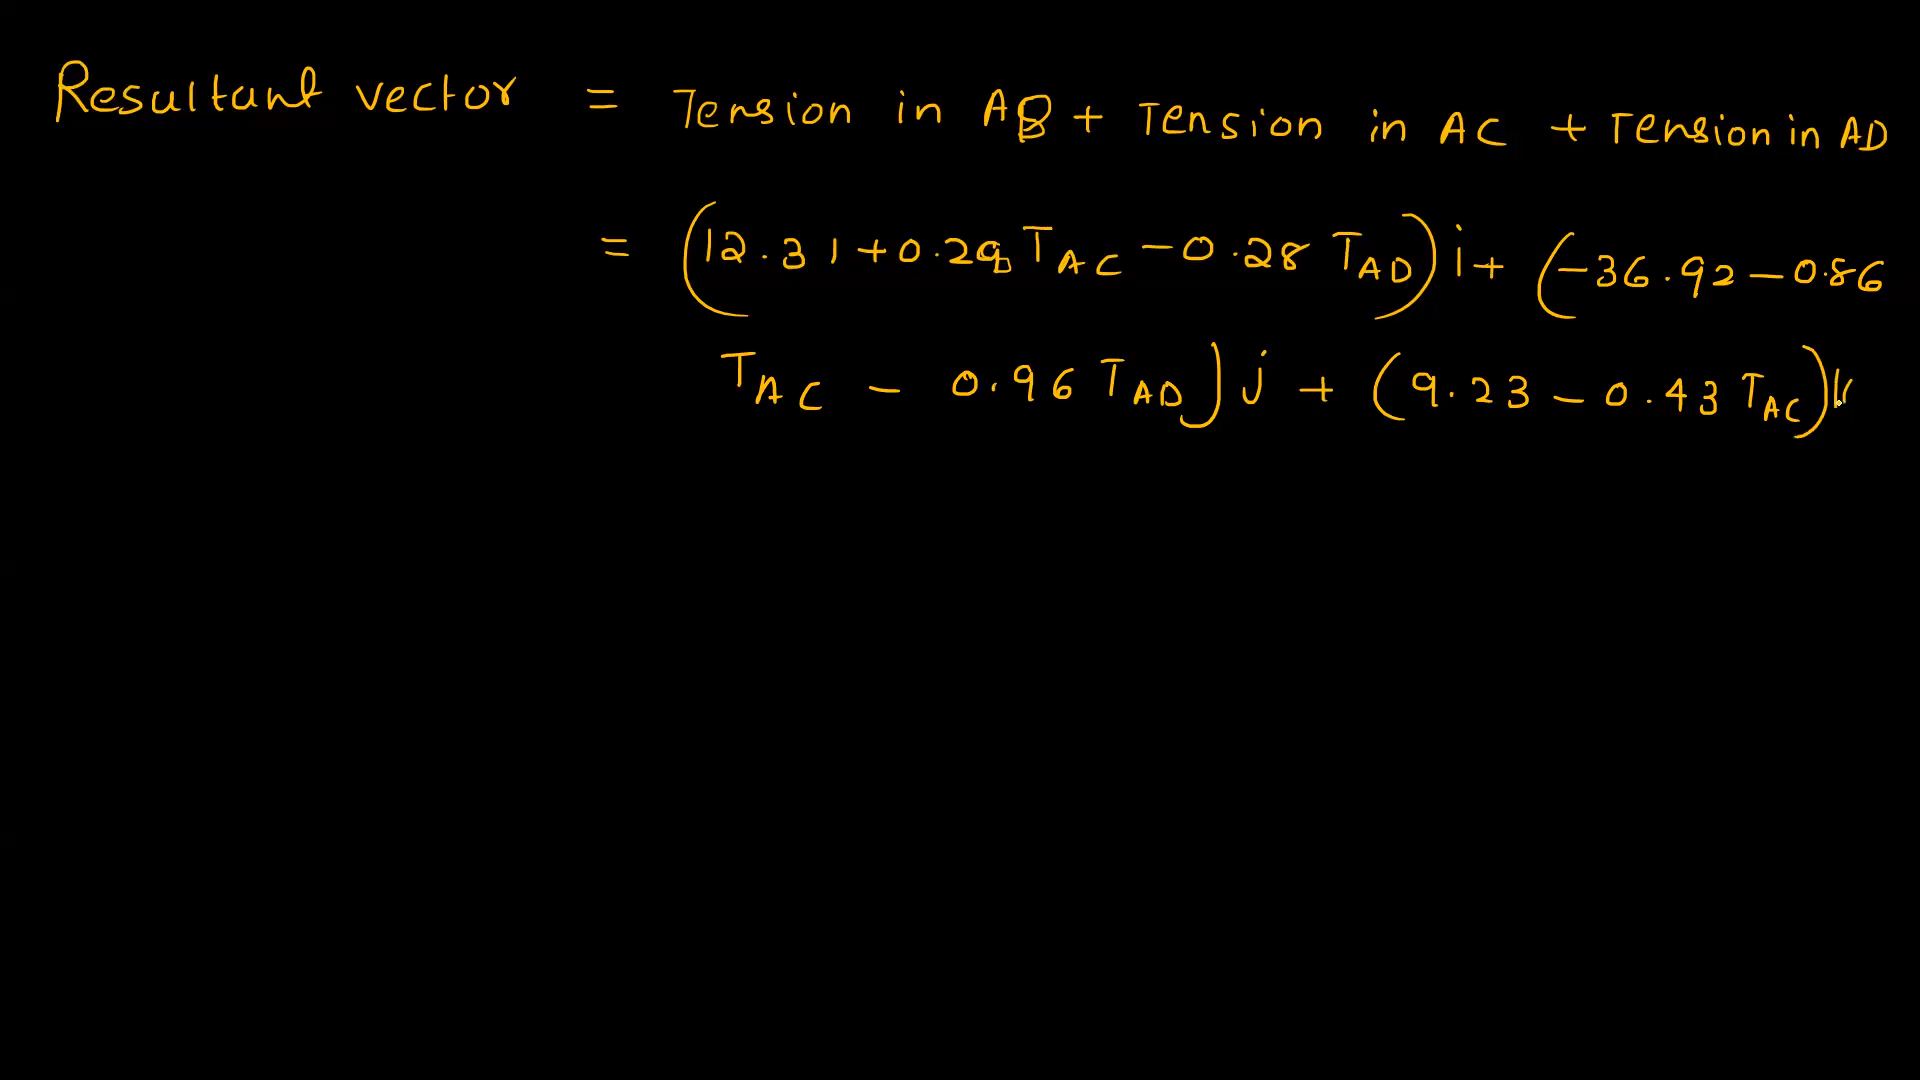 Resultant vector = Tension in AB + Tension in AC + Tension in AD
= (12.31 + 0.29 TAC - 0.28 TAD) i + (-36.92 - 0.86
TAC - 0.96 TAD) j + (9.23 - 0.43 TAC) k